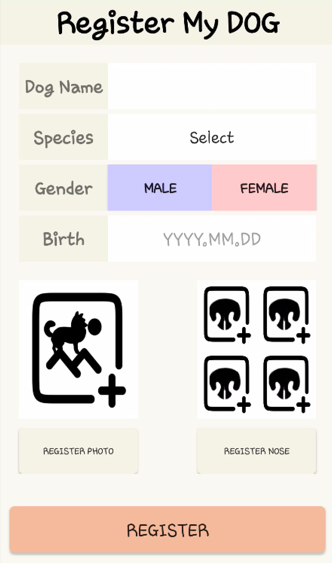 Register My DOG
Dog Name
Species Select
Gender MALE FEMALE
Birth YYYY.MM.DD
REGISTER PHOTO REGISTER NOSE
REGISTER